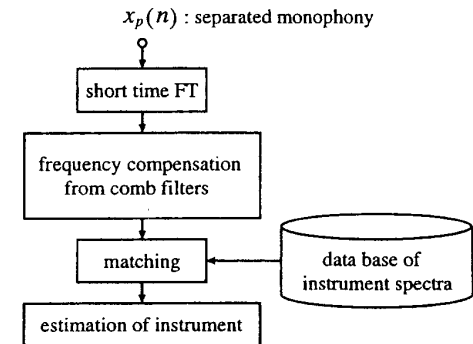 x_p(n) : separated monophony
short time FT
frequency compensation
from comb filters
matching
data base of
instrument spectra
estimation of instrument